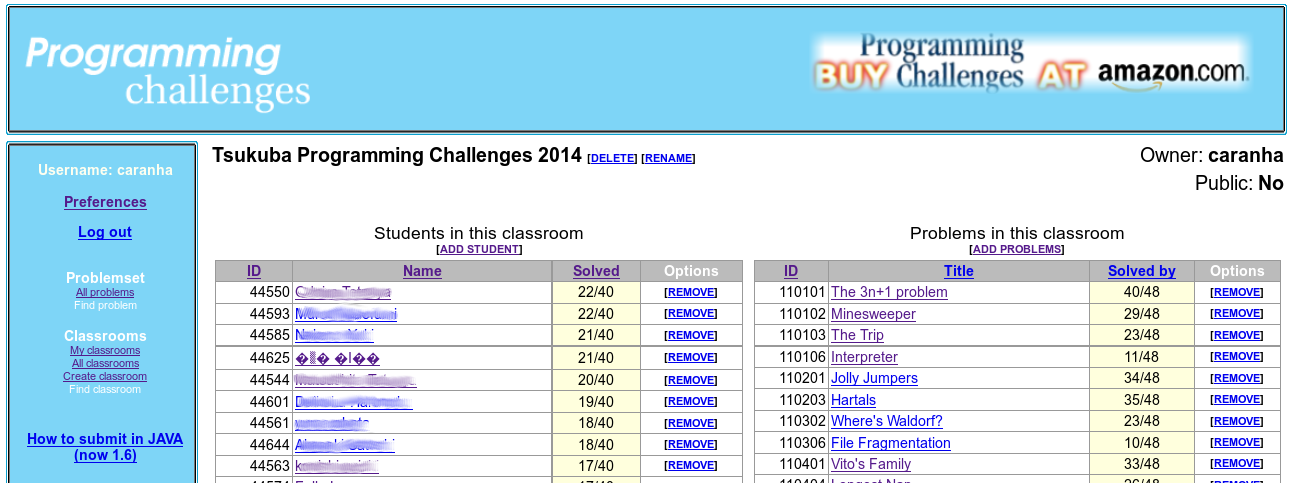 Programming
challenges
Programming
BUY Challenges AT amazon.com
Username: caranha
Preferences
Log out
Problemset
All problems
Find problem
Classrooms
My classrooms
All classrooms
Create classroom
Find classroom
How to submit in JAVA
(now 1.6)
Tsukuba Programming Challenges 2014 [DELETE] [RENAME]
Owner: caranha
Public: No
Students in this classroom
[ADD STUDENT]
ID Name Solved Options
44550 22/40 [REMOVE]
44593 22/40 [REMOVE]
44585 21/40 [REMOVE]
44625 21/40 [REMOVE]
44544 20/40 [REMOVE]
44601 19/40 [REMOVE]
44561 18/40 [REMOVE]
44644 18/40 [REMOVE]
44563 17/40 [REMOVE]
Problems in this classroom
[ADD PROBLEMS]
ID Title Solved by Options
110101 The 3n+1 problem 40/48 [REMOVE]
110102 Minesweeper 29/48 [REMOVE]
110103 The Trip 23/48 [REMOVE]
110106 Interpreter 11/48 [REMOVE]
110201 Jolly Jumpers 34/48 [REMOVE]
110203 Hartals 35/48 [REMOVE]
110302 Where's Waldorf? 23/48 [REMOVE]
110306 File Fragmentation 10/48 [REMOVE]
110401 Vito's Family 33/48 [REMOVE]